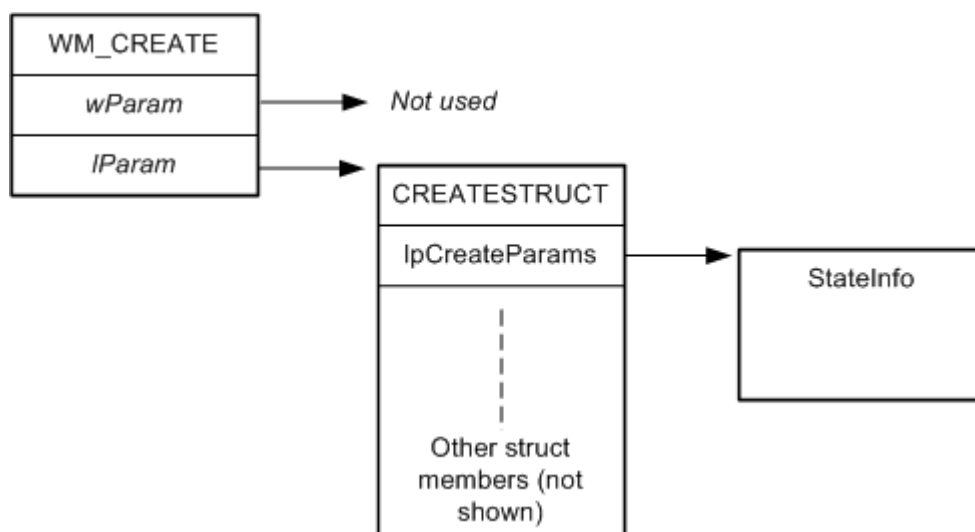 WM_CREATE
wParam
Not used
lParam
CREATESTRUCT
lpCreateParams
StateInfo
Other struct
members (not
shown)